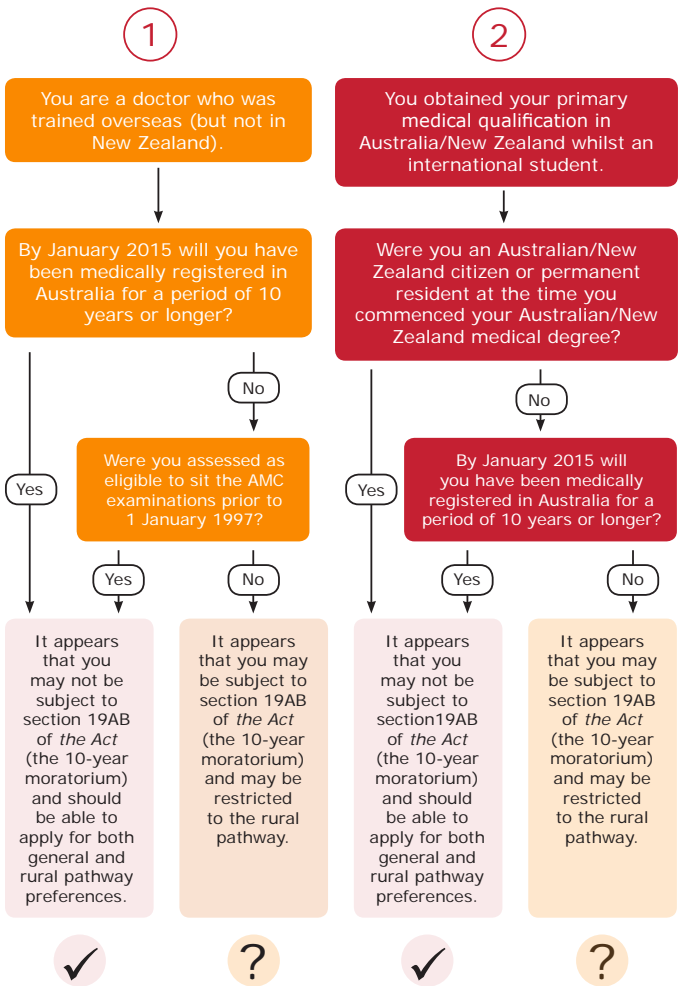 1
You are a doctor who was
trained overseas (but not in
New Zealand).
By January 2015 will you have
been medically registered in
Australia for a period of 10
years or longer?
No
Were you assessed as
eligible to sit the AMC
examinations prior to
1 January 1997?
Yes
Yes
No
It appears
that you
may not be
subject to
section 19AB
of the Act
(the 10-year
moratorium)
and should
be able to
apply for both
general and
rural pathway
preferences.
It appears
that you may
be subject to
section 19AB
of the Act
(the 10-year
moratorium)
and may be
restricted
to the rural
pathway.
?
2
You obtained your primary
medical qualification in
Australia/New Zealand whilst an
international student.
Were you an Australian/New
Zealand citizen or permanent
resident at the time you
commenced your Australian/New
Zealand medical degree?
No
By January 2015 will
you have been medically
registered in Australia for a
period of 10 years or longer?
Yes
Yes
No
It appears
that you
may not be
subject to
section19AB
of the Act
(the 10-year
moratorium)
and should
be able to
apply for both
general and
rural pathway
preferences.
It appears
that you may
be subject to
section 19AB
of the Act
(the 10-year
moratorium)
and may be
restricted
to the rural
pathway.
?